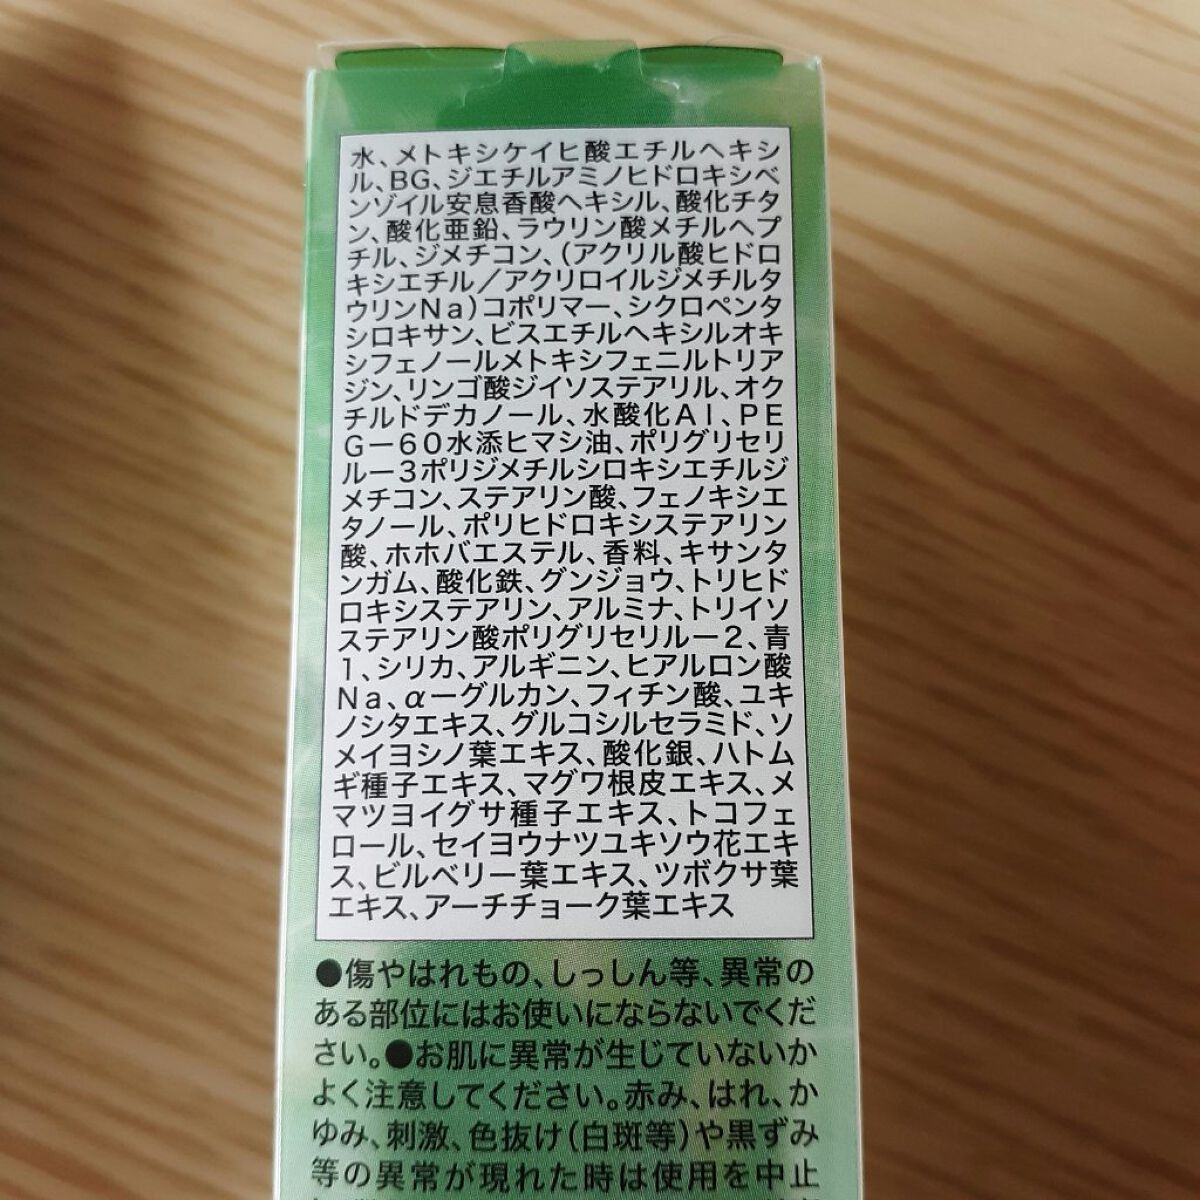 水、メトキシケイヒ酸エチルヘキシ
ル、BG、ジエチルアミノヒドロキシベ
ンゾイル安息香酸ヘキシル、酸化チタ
ン、酸化亜鉛、ラウリン酸メチルヘプ
チル、ジメチコン、(アクリル酸ヒドロ
キシエチル/アクリロイルジメチルタ
ウリンNa)コポリマー、シクロペンタ
シロキサン、ビスエチルヘキシルオキ
シフェノールメトキシフェニルトリア
ジン、リンゴ酸ジイソステアリル、オク
チルドデカノール、水酸化Al、PE
G-60水添ヒマシ油、ポリグリセリ
ル-3ポリジメチルシロキシエチルジ
メチコン、ステアリン酸、フェノキシエ
タノール、ポリヒドロキシステアリン
酸、ホホバエステル、香料、キサンタ
ンガム、酸化鉄、グンジョウ、トリヒド
ロキシステアリン、アルミナ、トリイソ
ステアリン酸ポリグリセリル-2、青
1、シリカ、アルギニン、ヒアルロン酸
Na、α-グルカン、フィチン酸、ユキ
ノシタエキス、グルコシルセラミド、ソ
メイヨシノ葉エキス、酸化銀、ハトム
ギ種子エキス、マグワ根皮エキス、メ
マツヨイグサ種子エキス、トコフェ
ロール、セイヨウナツユキソウ花エキ
ス、ビルベリー葉エキス、ツボクサ葉
エキス、アーチチョーク葉エキス
●傷やはれもの、しっしん等、異常の
ある部位にはお使いにならないでくだ
さい。●お肌に異常が生じていないか
よく注意してください。赤み、はれ、か
ゆみ、刺激、色抜け(白斑等)や黒ずみ
等の異常が現れた時は使用を中止